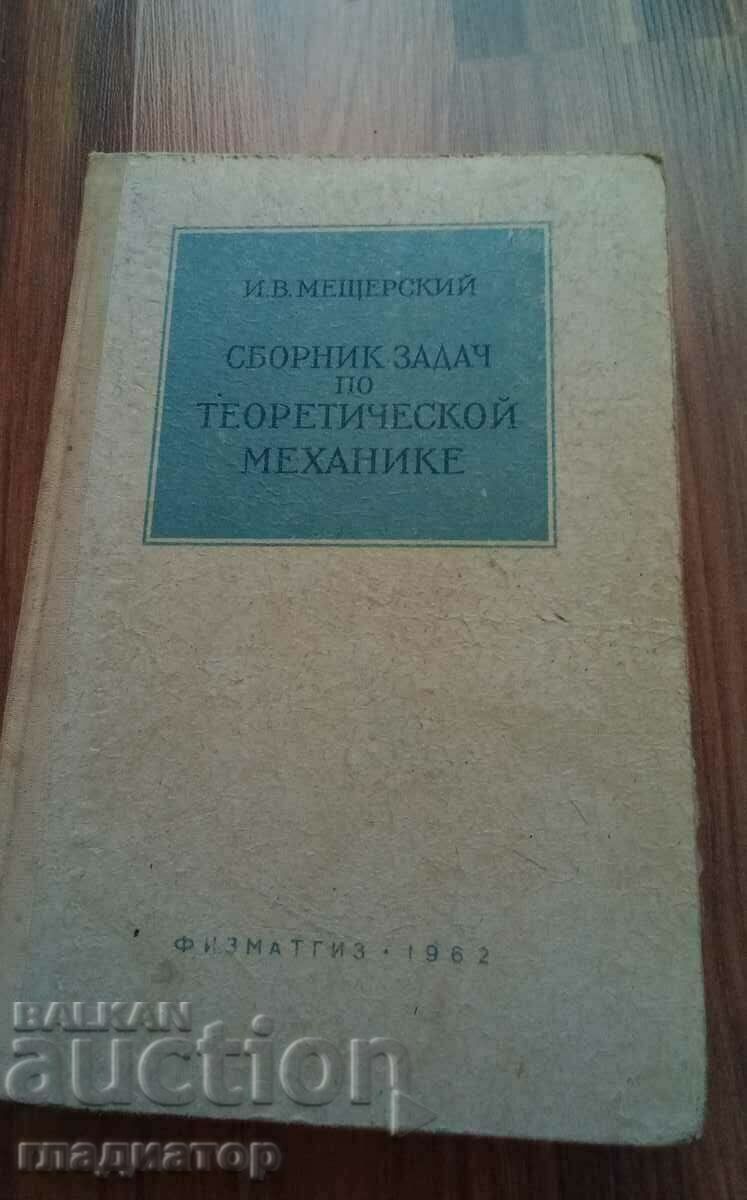 И.В.МЕЩЕРСКИЙ
СБОРНИК ЗАДАЧ
ПО
ТЕОРЕТИЧЕСКОЙ
МЕХАНИКЕ
ФИЗМАТГИЗ · 1962
BALKAN
auction
гладиатор